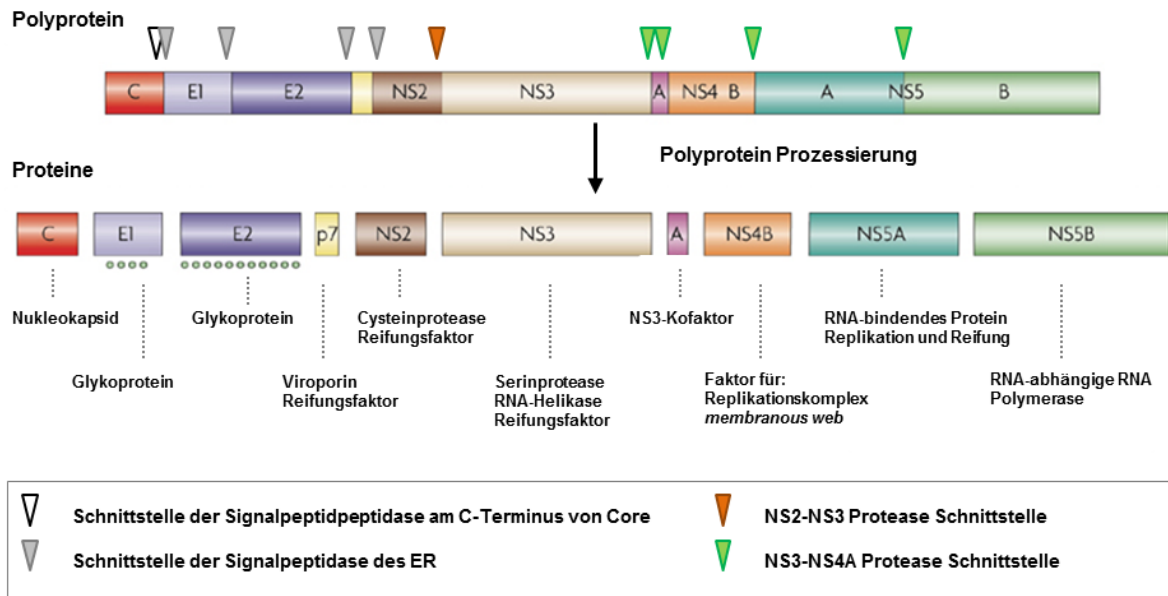 Polyprotein
C E1 E2 NS2 NS3 A NS4 B A NS5 B
Polyprotein Prozessierung
Proteine
C E1 E2 p7 NS2 NS3 A NS4B NS5A NS5B
Nukleokapsid
Glykoprotein
Glykoprotein
Viroporin
Reifungsfaktor
Cysteinprotease
Reifungsfaktor
Serinprotease
RNA-Helikase
Reifungsfaktor
NS3-Kofaktor
Faktor für:
Replikationskomplex
membranous web
RNA-bindendes Protein
Replikation und Reifung
RNA-abhängige RNA
Polymerase
Schnittstelle der Signalpeptidpeptidase am C-Terminus von Core
Schnittstelle der Signalpeptidase des ER
NS2-NS3 Protease Schnittstelle
NS3-NS4A Protease Schnittstelle